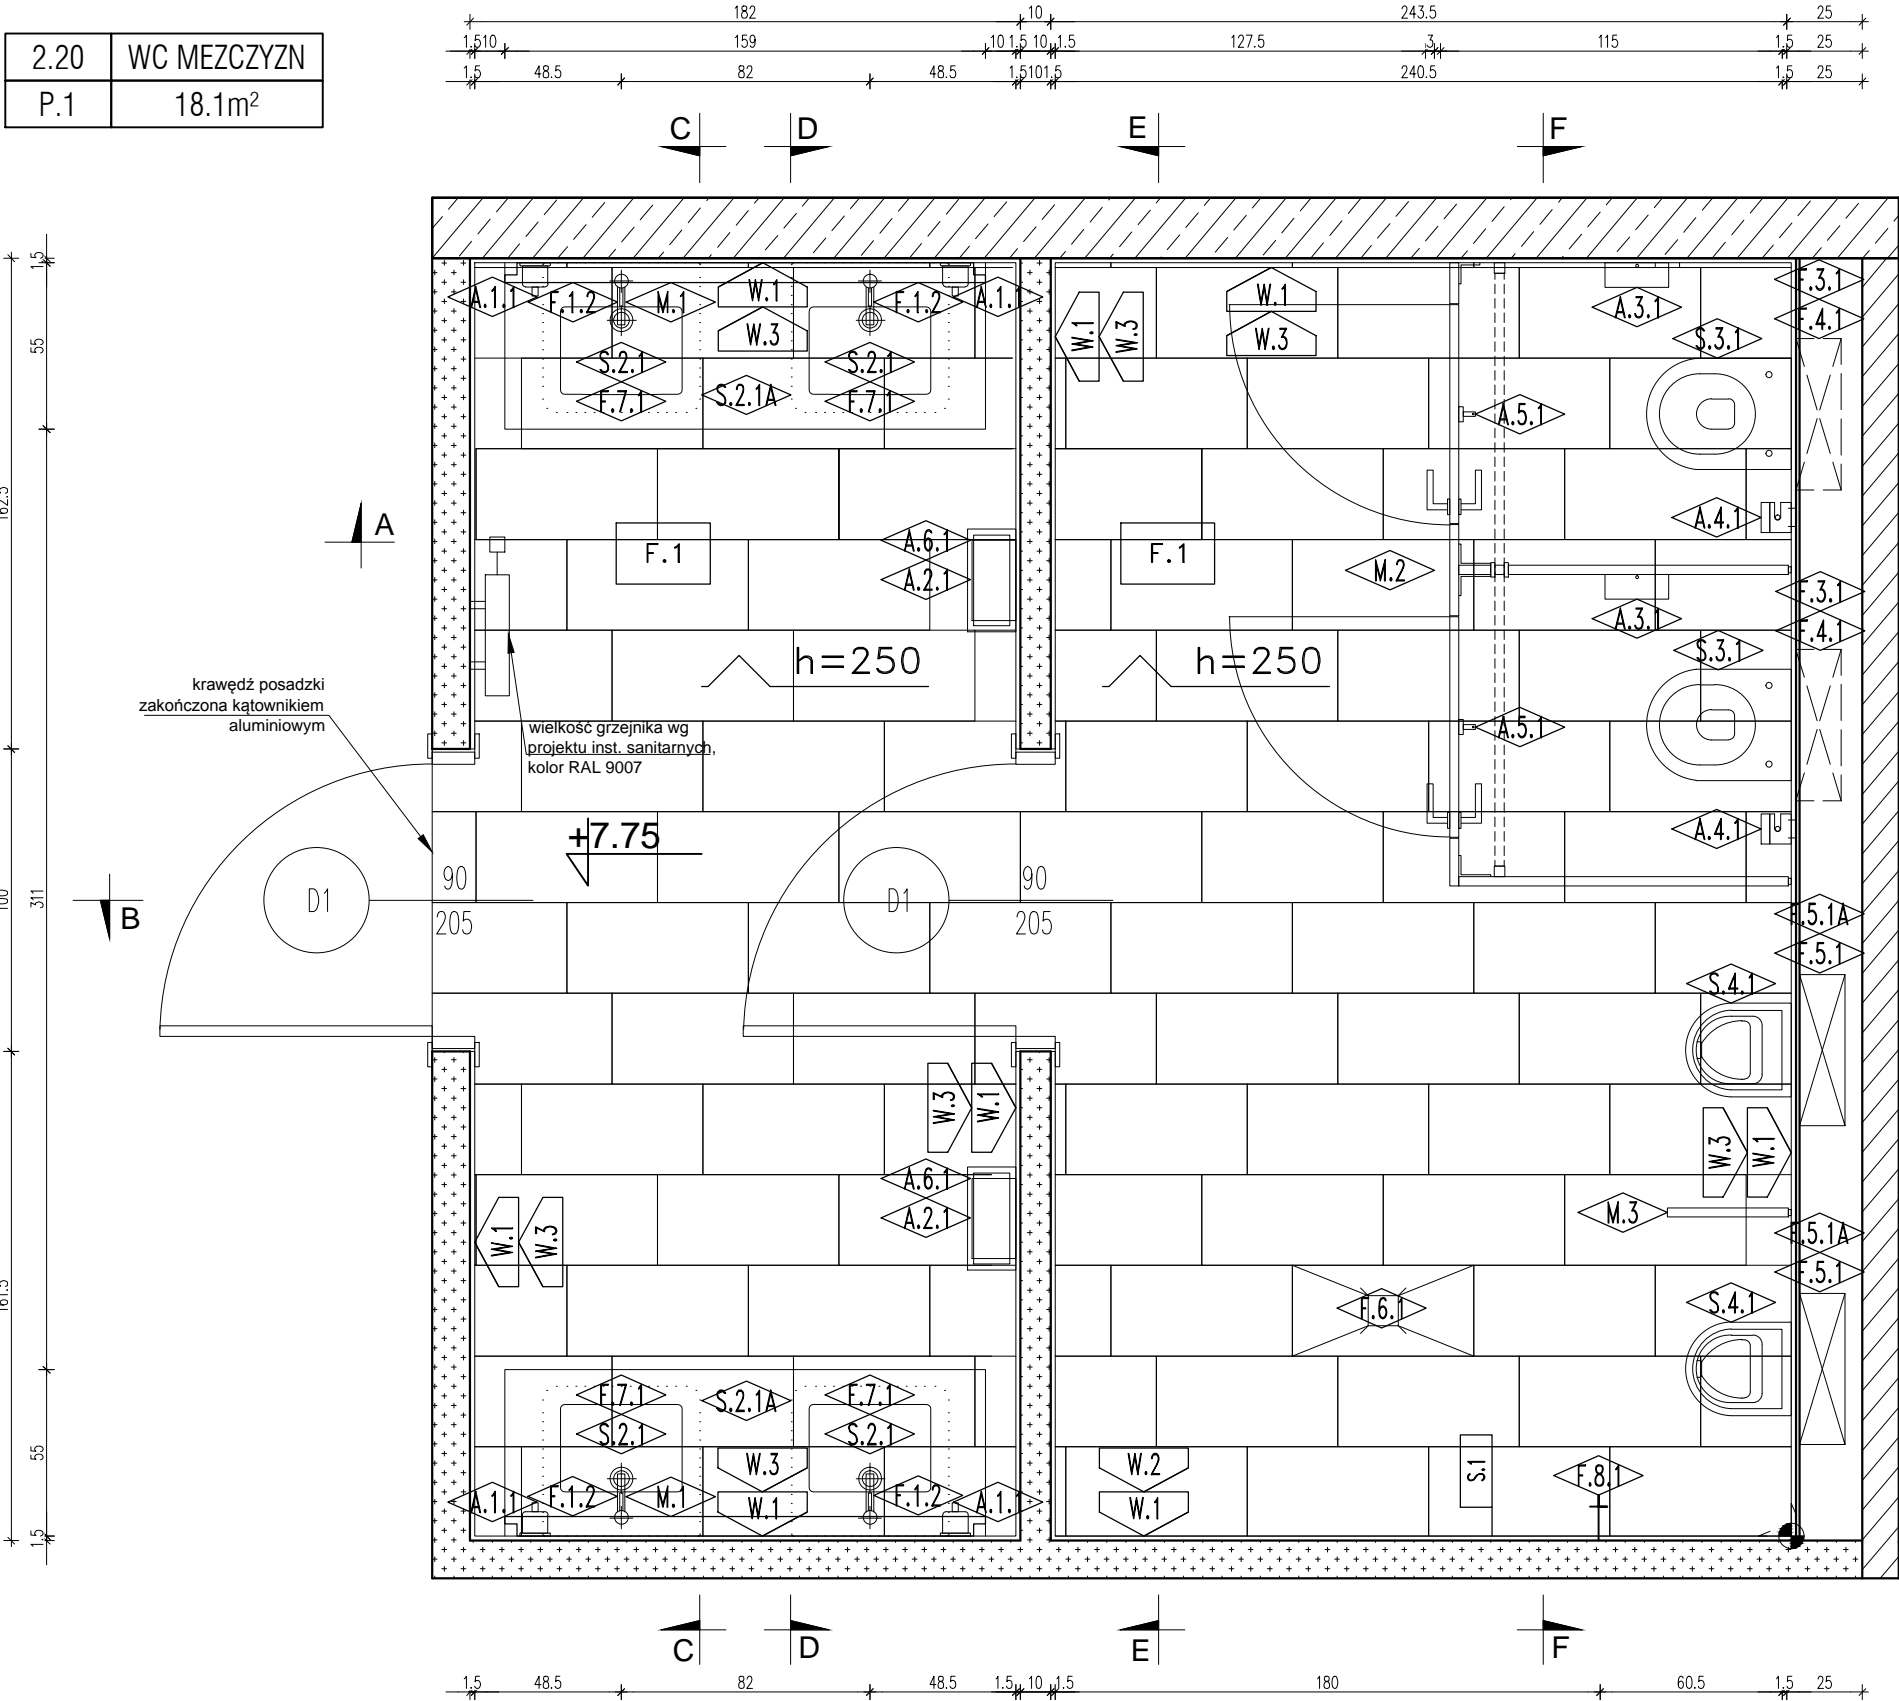 182 10 243.5 25
1.5 10 159 10 1.5 10 1.5 127.5 3 115 1.5 25
1.5 48.5 82 48.5 1.5 10 1.5 240.5 1.5 25
2.20 WC MEZCZYZN
P.1 18.1m²
C D E F
1.5 55 162.5
A.1.1 F.1.2 M.1 W.1 F.1.2 A.1.1
W.3
S.2.1 S.2.1
F.7.1 S.2.1A F.7.1
W.1 W.3
W.1
W.3
A.3.1 F.3.1
S.3.1 F.4.1
A.5.1
A.4.1
A
F.1
A.6.1
A.2.1
F.1
M.2
F.3.1
A.3.1 F.4.1
S.3.1
h=250 h=250
krawędź posadzki
zakończona kątownikiem
aluminiowym
wielkość grzejnika wg
projektu inst. sanitarnych,
kolor RAL 9007
A.5.1
A.4.1
+7.75
100 311
B
D1 90
205
D1 90
205
F.5.1A
F.5.1
S.4.1
W.3 W.1
W.3 W.1
A.6.1
A.2.1
M.3
W.1 W.3
F.5.1A
F.5.1
F.6.1
S.4.1
161.5 55 1.5
F.7.1 S.2.1A F.7.1
S.2.1 S.2.1
W.3
A.1.1 F.1.2 M.1 W.1 F.1.2 A.1.1
W.2
W.1
S.1
F.8.1
C D E F
1.5 48.5 82 48.5 1.5 10 1.5 180 60.5 1.5 25